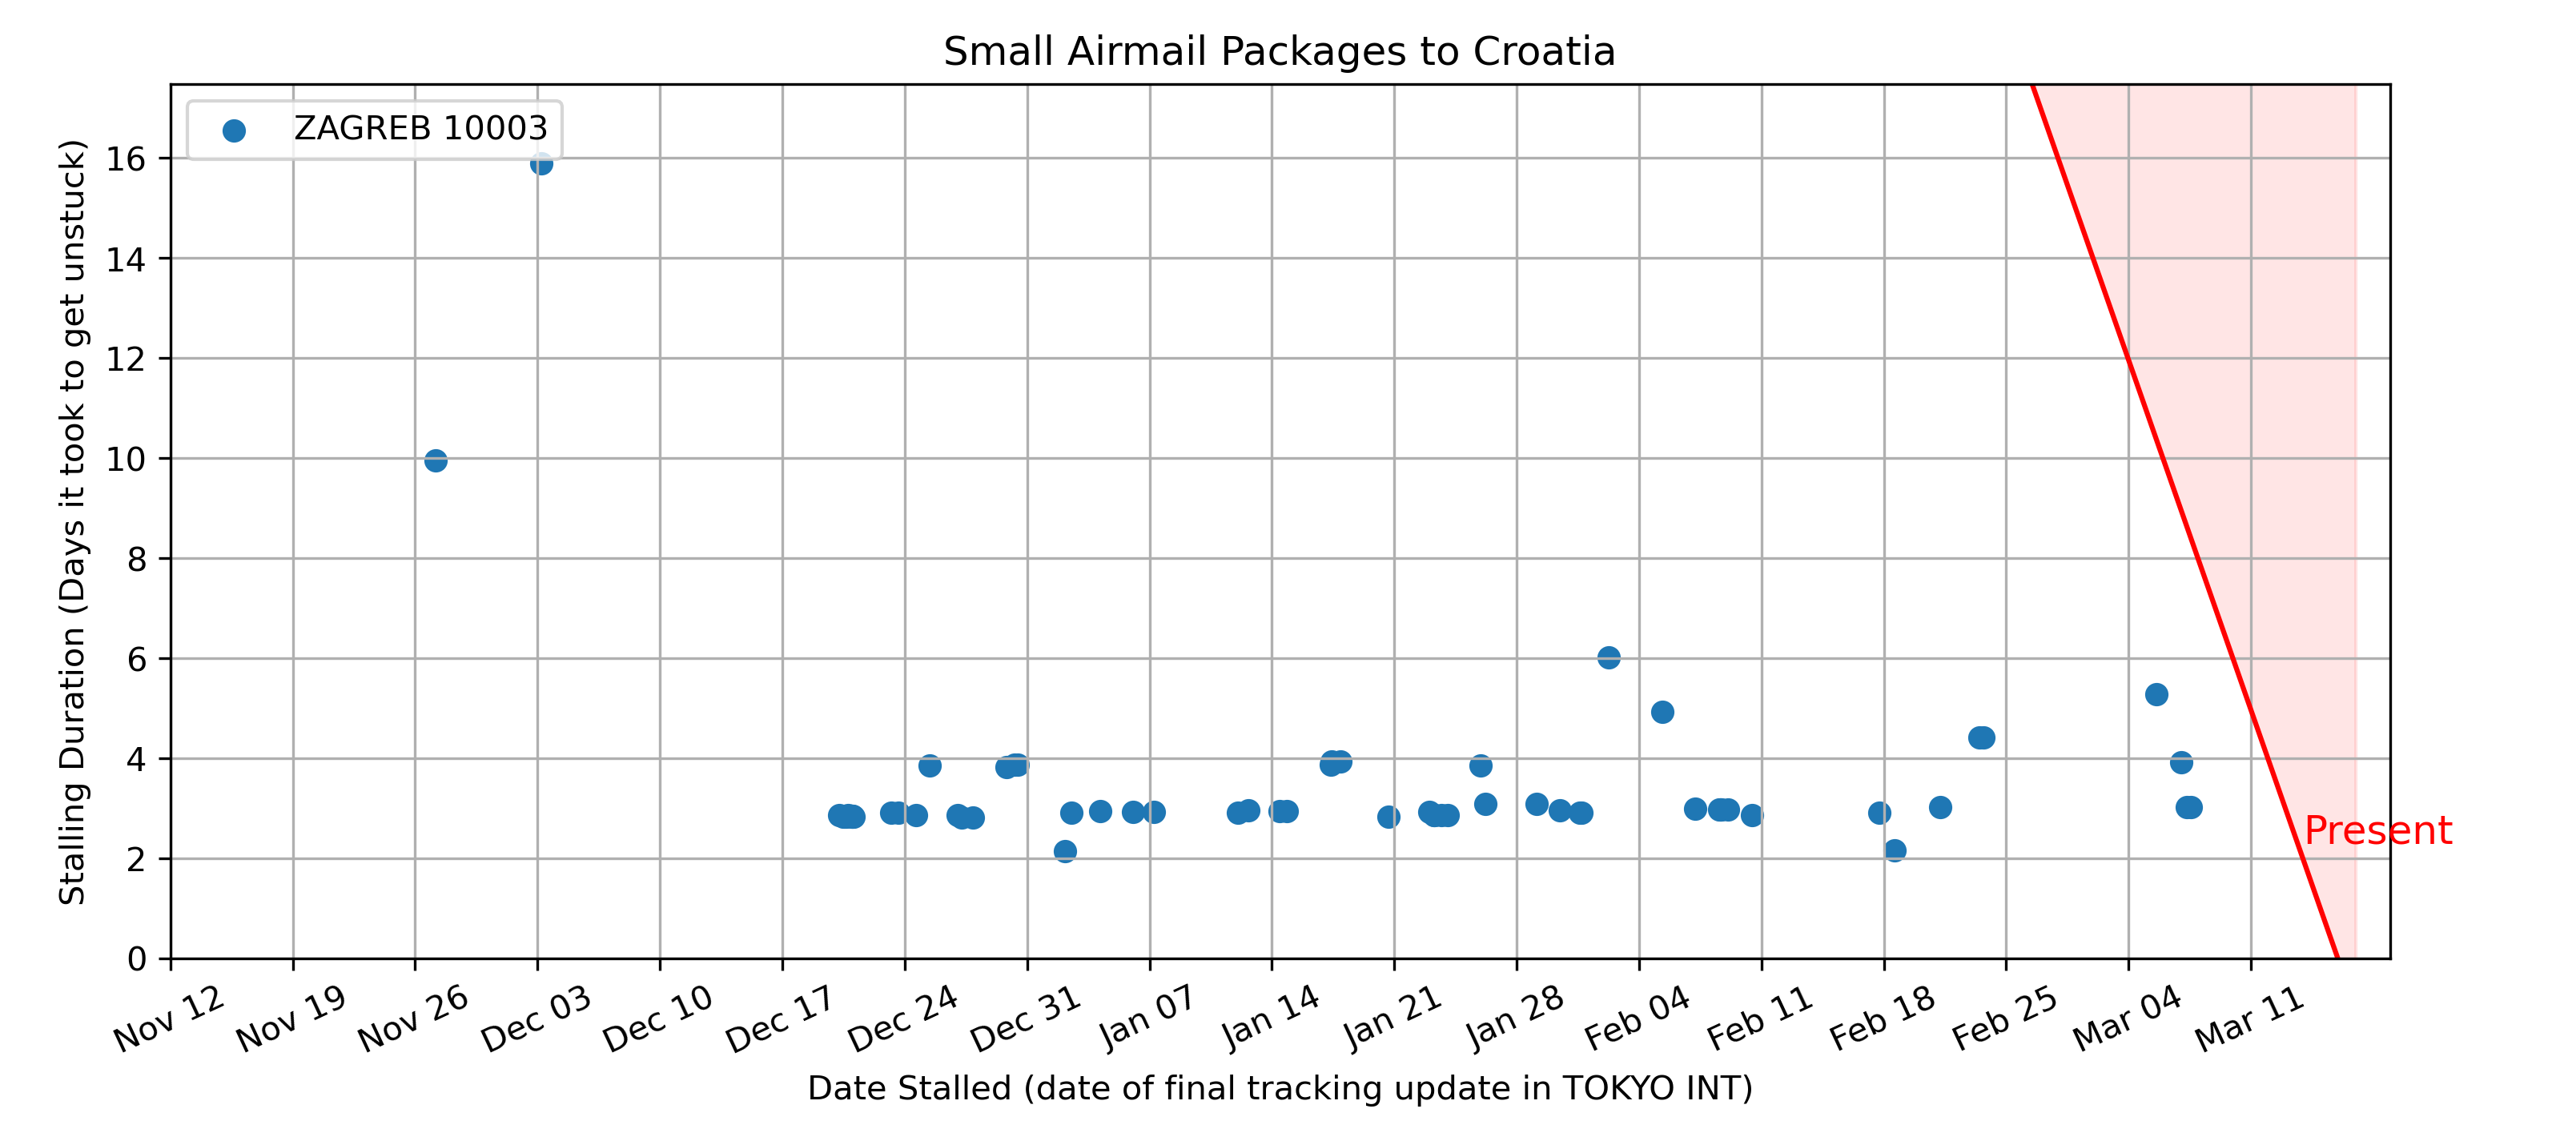 Small Airmail Packages to Croatia
ZAGREB 10003
Stalling Duration (Days it took to get unstuck)
16
14
12
10
8
6
4
2
0
Present
Nov 12 Nov 19 Nov 26 Dec 03 Dec 10 Dec 17 Dec 24 Dec 31 Jan 07 Jan 14 Jan 21 Jan 28 Feb 04 Feb 11 Feb 18 Feb 25 Mar 04 Mar 11
Date Stalled (date of final tracking update in TOKYO INT)